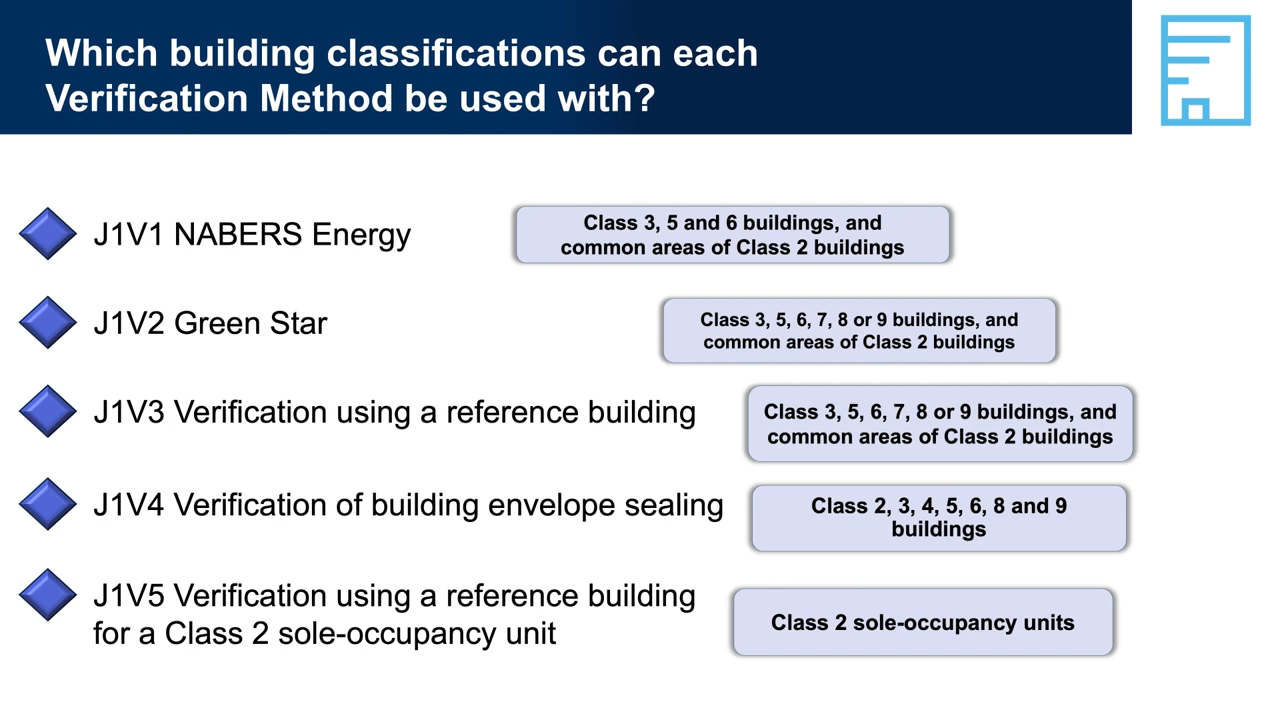 Which building classifications can each
Verification Method be used with?
J1V1 NABERS Energy
Class 3, 5 and 6 buildings, and
common areas of Class 2 buildings
J1V2 Green Star
Class 3, 5, 6, 7, 8 or 9 buildings, and
common areas of Class 2 buildings
J1V3 Verification using a reference building
Class 3, 5, 6, 7, 8 or 9 buildings, and
common areas of Class 2 buildings
J1V4 Verification of building envelope sealing
Class 2, 3, 4, 5, 6, 8 and 9
buildings
J1V5 Verification using a reference building
for a Class 2 sole-occupancy unit
Class 2 sole-occupancy units